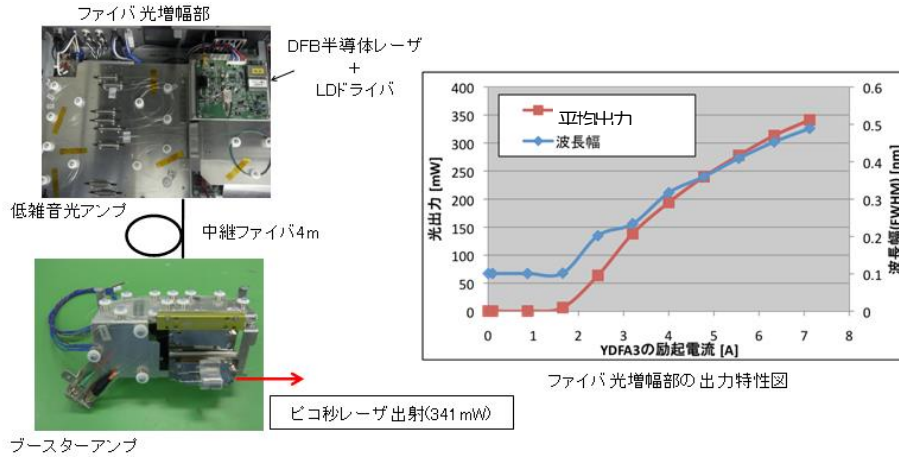 ファイバ光増幅部
DFB半導体レーザ
+
LDドライバ
低雑音光アンプ
中継ファイバ4m
ピコ秒レーザ出射(341mW)
ブースターアンプ
平均出力
波長幅
光出力 [mW]
400
350
300
250
200
150
100
50
0
0 1 2 3 4 5 6 7 8
YDFA3の励起電流 [A]
0.6
0.5
0.4
0.3
0.2
0.1
0
波長幅(FWHM) [nm]
ファイバ光増幅部の出力特性図